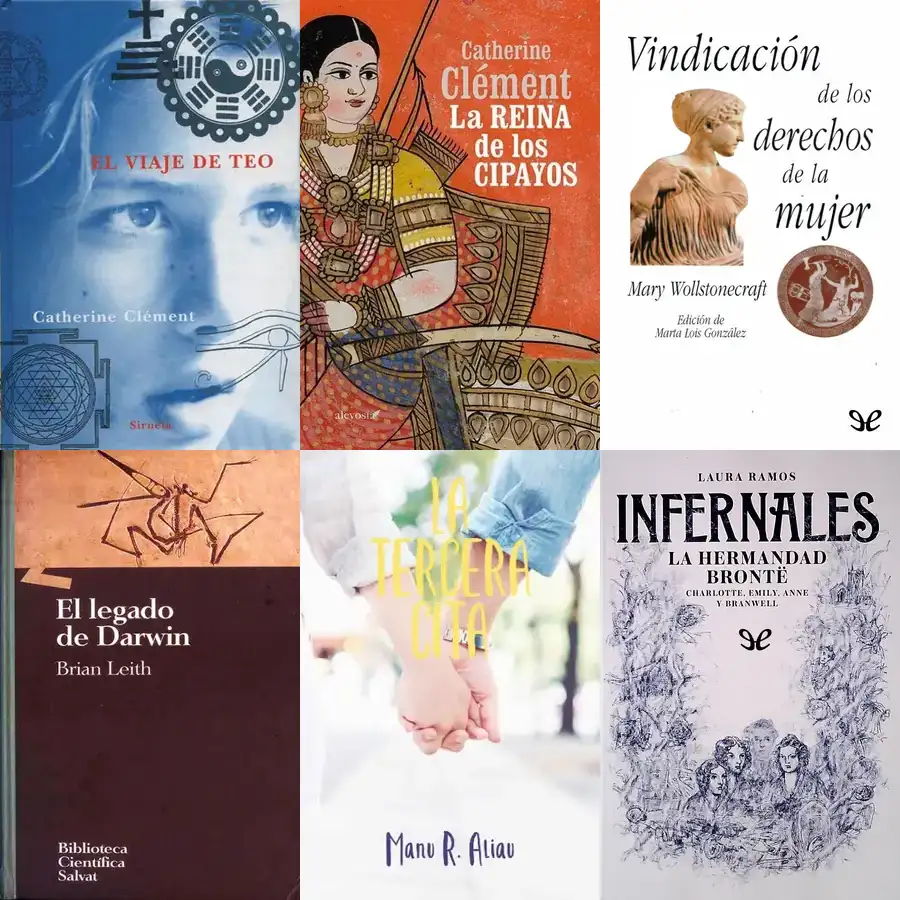 EL VIAJE DE TEO
Catherine Clément
Siruela
Catherine
Clément
La REINA
de los
CIPAYOS
alevosía
Vindicación
de los
derechos
de la
mujer
Mary Wollstonecraft
Edición de
Marta Lois González
El legado
de Darwin
Brian Leith
Biblioteca
Científica
Salvat
LA
TERCERA
CITA
Manu R. Aliau
LAURA RAMOS
INFERNALES
LA HERMANDAD
BRONTË
CHARLOTTE, EMILY, ANNE
Y BRANWELL